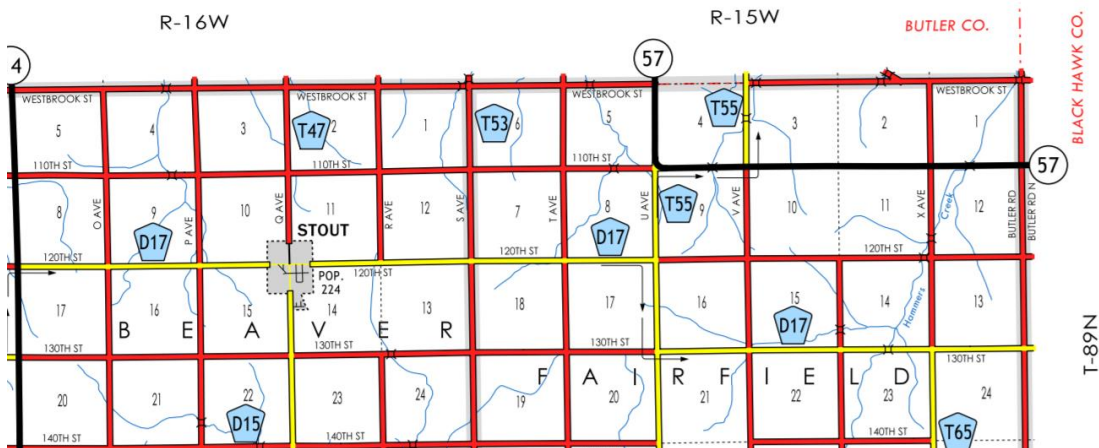 R-16W
R-15W
BUTLER CO.
BLACK HAWK CO.
4
57
WESTBROOK ST
WESTBROOK ST
WESTBROOK ST
WESTBROOK ST
5
4
3
T47
2
1
T53
6
5
4
T55
3
2
1
110TH ST
110TH ST
110TH ST
57
8
O AVE
9
P AVE
10
Q AVE
11
R AVE
12
S AVE
7
T AVE
8
U AVE
T55
9
V AVE
10
11
X AVE
Creek
12
BUTLER RD
BUTLER RD N
D17
STOUT
D17
120TH ST
120TH ST
120TH ST
120TH ST
POP.
224
17
16
15
14
13
18
17
16
15
14
13
Hammers
D17
BEAVER
130TH ST
130TH ST
130TH ST
T-89N
FAIRFIELD
20
21
22
23
24
19
20
21
22
23
24
D15
140TH ST
140TH ST
140TH ST
T65